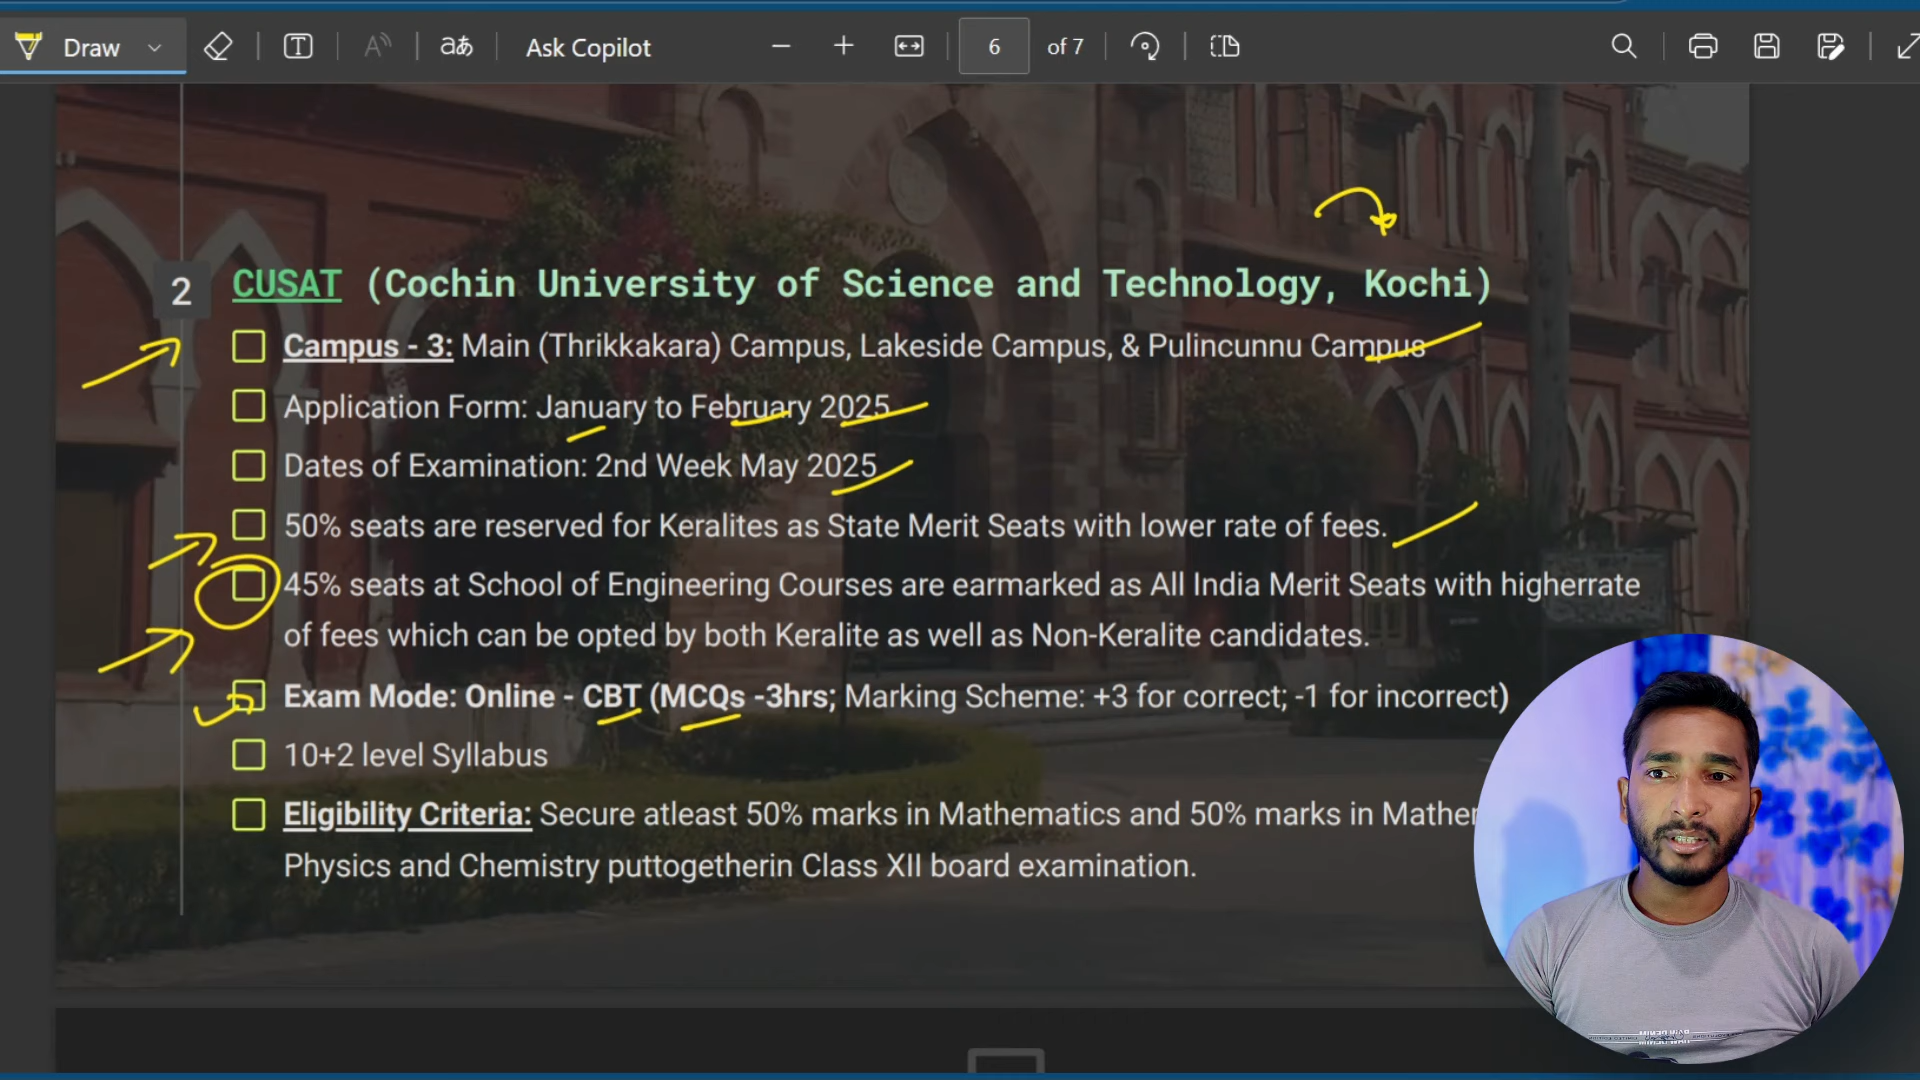 Draw
Ask Copilot
6 of 7
2 CUSAT (Cochin University of Science and Technology, Kochi)
Campus - 3: Main (Thrikkakara) Campus, Lakeside Campus, & Pulincunnu Campus
Application Form: January to February 2025
Dates of Examination: 2nd Week May 2025
50% seats are reserved for Keralites as State Merit Seats with lower rate of fees.
45% seats at School of Engineering Courses are earmarked as All India Merit Seats with higherrate
of fees which can be opted by both Keralite as well as Non-Keralite candidates.
Exam Mode: Online - CBT (MCQs -3hrs; Marking Scheme: +3 for correct; -1 for incorrect)
10+2 level Syllabus
Eligibility Criteria: Secure atleast 50% marks in Mathematics and 50% marks in Mathe
Physics and Chemistry puttogetherin Class XII board examination.